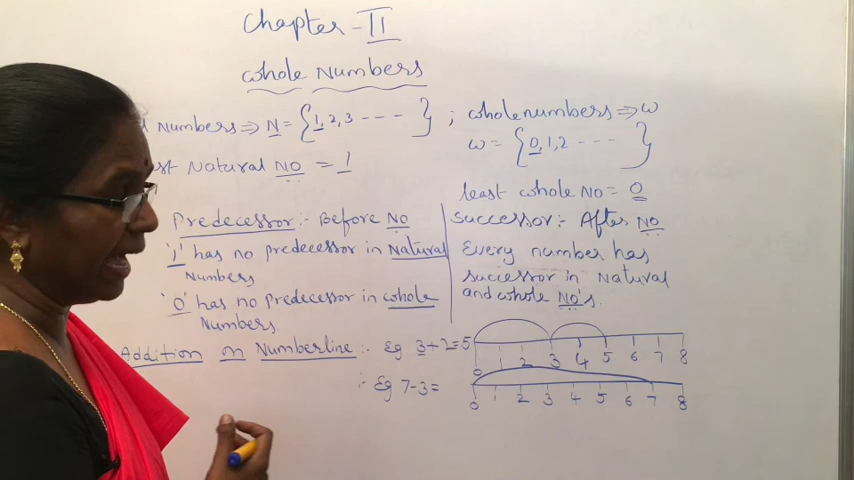 Chapter - II
whole Numbers
Numbers ⇒ N = {1, 2, 3 - - - - } ; whole numbers ⇒ W
W = {0, 1, 2 - - - - }
Natural No = 1
least whole No = 0
Predecessor :- Before No
'1' has no predecessor in Natural
Numbers
'0' has no predecessor in whole
Numbers
Successor :- After No
Every number has
successor in Natural
and whole No's.
Addition on Numberline :- Eg 3+2=5
0 1 2 3 4 5 6 7 8
:- Eg 7-3=
0 1 2 3 4 5 6 7 8